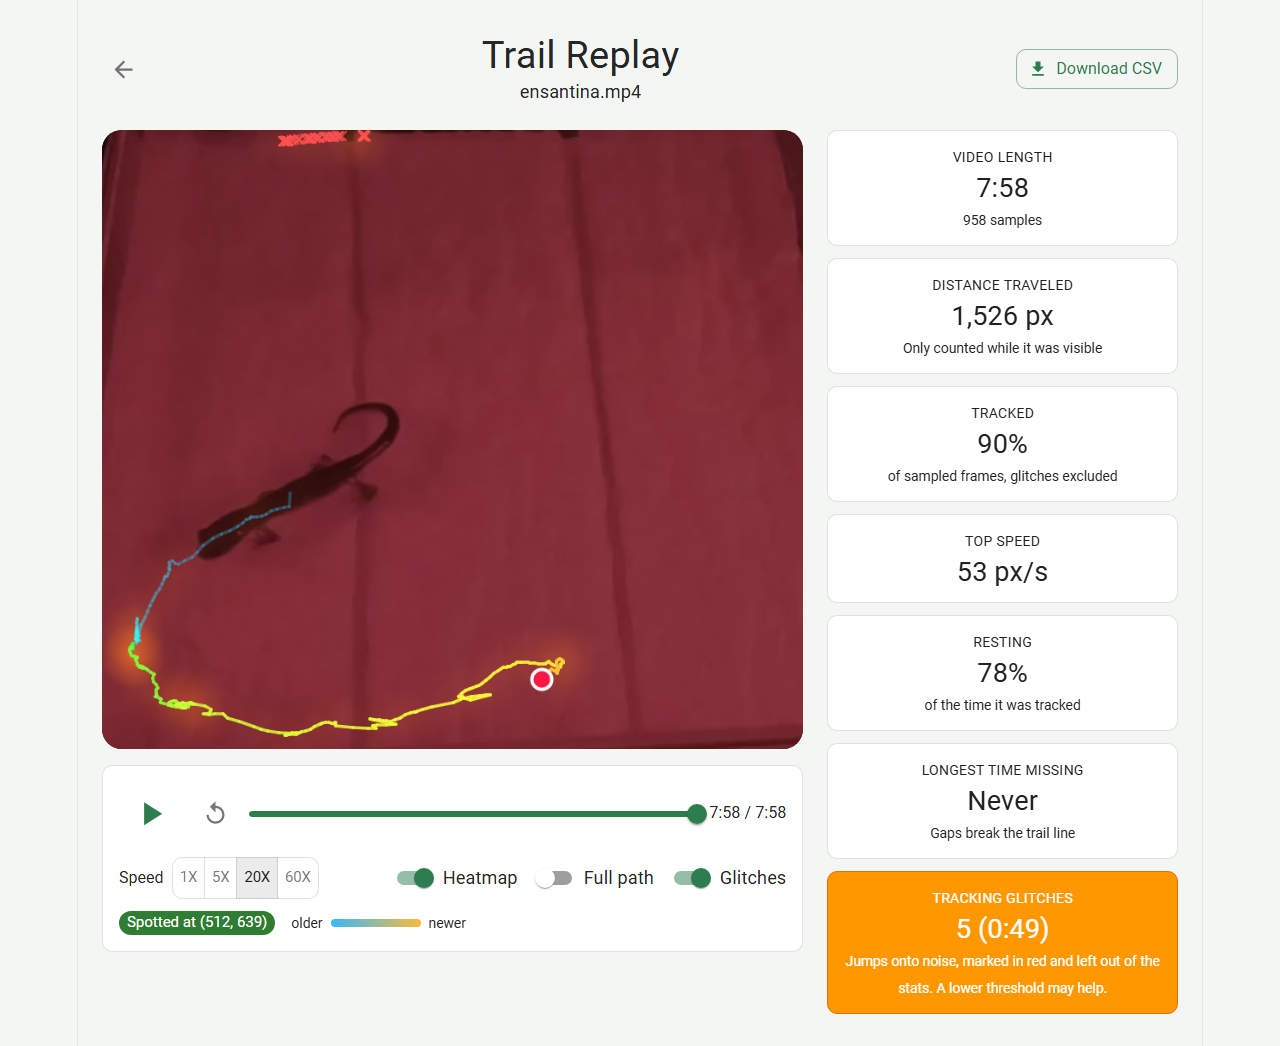 Trail Replay
ensantina.mp4
Download CSV
VIDEO LENGTH
7:58
958 samples
DISTANCE TRAVELED
1,526 px
Only counted while it was visible
TRACKED
90%
of sampled frames, glitches excluded
TOP SPEED
53 px/s
RESTING
78%
of the time it was tracked
LONGEST TIME MISSING
Never
Gaps break the trail line
TRACKING GLITCHES
5 (0:49)
Jumps onto noise, marked in red and left out of the
stats. A lower threshold may help.
7:58 / 7:58
Speed 1X 5X 20X 60X Heatmap Full path Glitches
Spotted at (512, 639) older newer